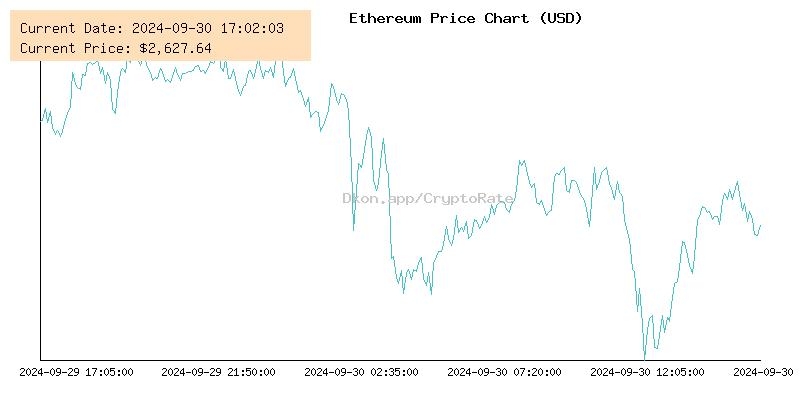 Ethereum Price Chart (USD)
Current Date: 2024-09-30 17:02:03
Current Price: $2,627.64
Dkon.app/CryptoRate
2024-09-29 17:05:00 2024-09-29 21:50:00 2024-09-30 02:35:00 2024-09-30 07:20:00 2024-09-30 12:05:00 2024-09-30